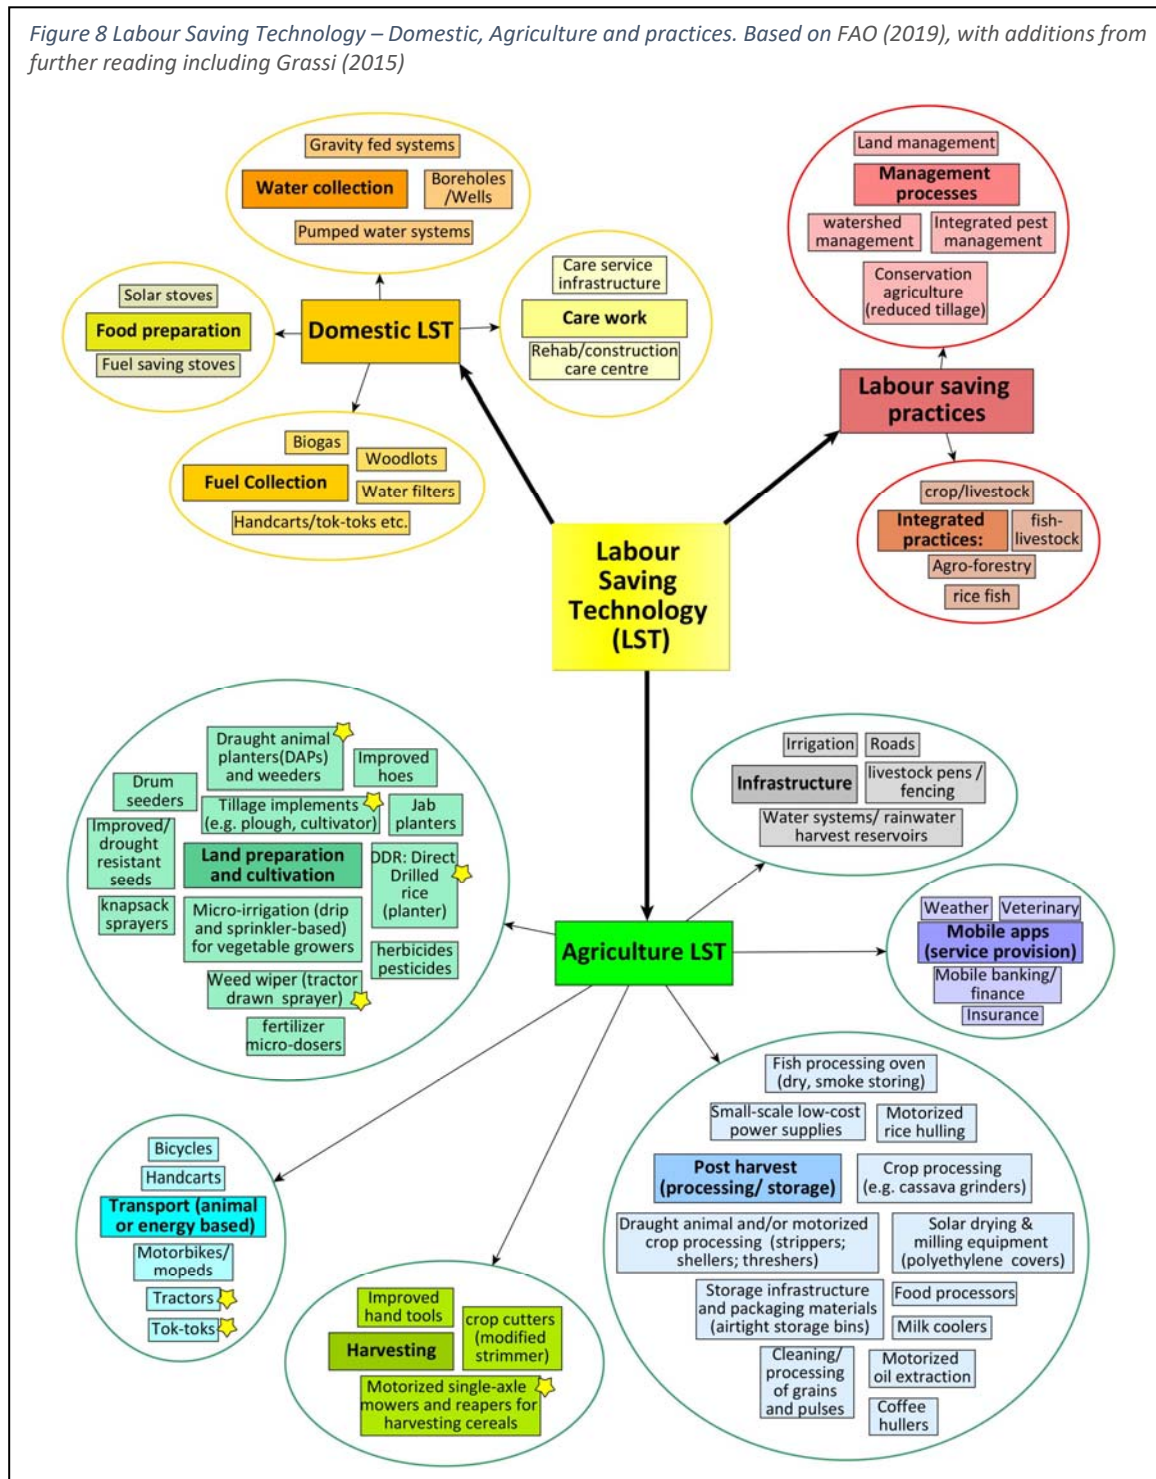 Figure 8 Labour Saving Technology – Domestic, Agriculture and practices. Based on FAO (2019), with additions from
further reading including Grassi (2015)
Gravity fed systems
Water collection
Boreholes
/Wells
Pumped water systems
Land management
Management
processes
watershed
management
Integrated pest
management
Conservation
agriculture
(reduced tillage)
Solar stoves
Food preparation
Fuel saving stoves
Domestic LST
Care service
infrastructure
Care work
Rehab/construction
care centre
Labour saving
practices
Biogas
Woodlots
Fuel Collection
Water filters
Handcarts/tok-toks etc.
crop/livestock
Integrated
practices:
fish-
livestock
Agro-forestry
rice fish
Labour
Saving
Technology
(LST)
Draught animal
planters(DAPs)
and weeders
Improved
hoes
Drum
seeders
Tillage implements
(e.g. plough, cultivator)
Jab
planters
Improved/
drought
resistant
seeds
Land preparation
and cultivation
DDR: Direct
Drilled
rice
(planter)
knapsack
sprayers
Micro-irrigation (drip
and sprinkler-based)
for vegetable growers
herbicides
pesticides
Weed wiper (tractor
drawn sprayer)
fertilizer
micro-dosers
Irrigation
Roads
Infrastructure
livestock pens /
fencing
Water systems/ rainwater
harvest reservoirs
Agriculture LST
Weather
Veterinary
Mobile apps
(service provision)
Mobile banking/
finance
Insurance
Bicycles
Handcarts
Transport (animal
or energy based)
Motorbikes/
mopeds
Tractors
Tok-toks
Improved
hand tools
crop cutters
(modified
strimmer)
Harvesting
Motorized single-axle
mowers and reapers for
harvesting cereals
Fish processing oven
(dry, smoke storing)
Small-scale low-cost
power supplies
Motorized
rice hulling
Post harvest
(processing/ storage)
Crop processing
(e.g. cassava grinders)
Draught animal and/or motorized
crop processing (strippers;
shellers; threshers)
Solar drying &
milling equipment
(polyethylene covers)
Storage infrastructure
and packaging materials
(airtight storage bins)
Food processors
Milk coolers
Cleaning/
processing
of grains
and pulses
Motorized
oil extraction
Coffee
hullers